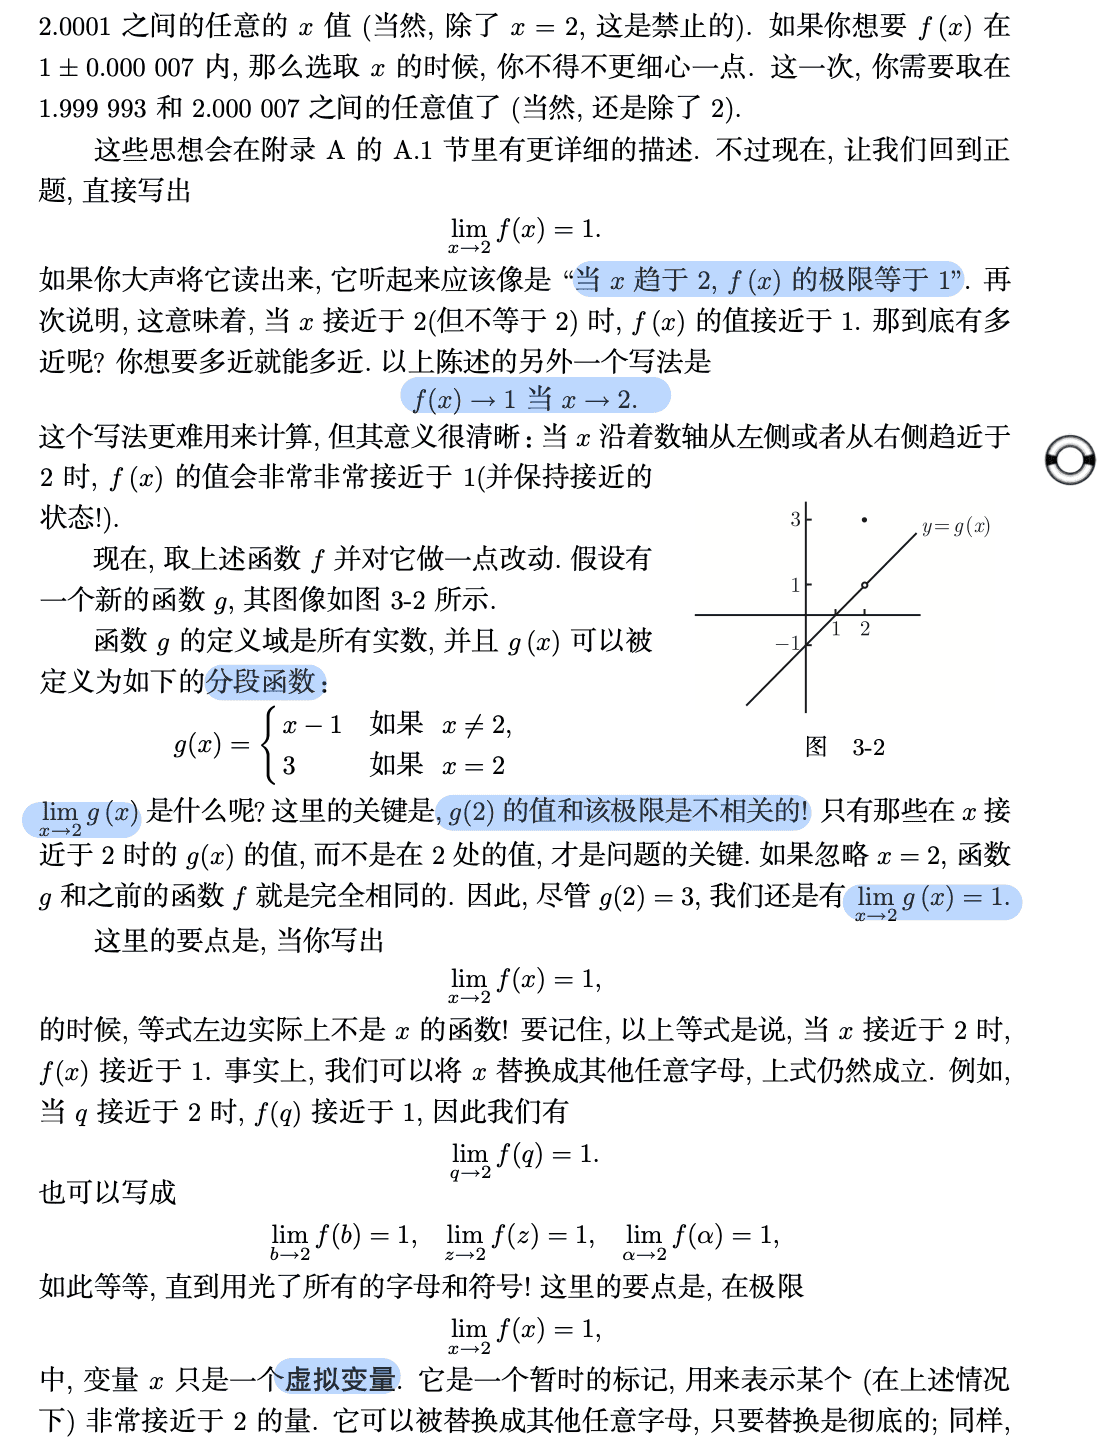 2.0001 之间的任意的 x 值 (当然, 除了 x = 2, 这是禁止的). 如果你想要 f (x) 在
1 ± 0.000 007 内, 那么选取 x 的时候, 你不得不更细心一点. 这一次, 你需要取在
1.999 993 和 2.000 007 之间的任意值了 (当然, 还是除了 2).
这些思想会在附录 A 的 A.1 节里有更详细的描述. 不过现在, 让我们回到正
题, 直接写出
lim f(x) = 1.
x→2
如果你大声将它读出来, 它听起来应该像是 “当 x 趋于 2, f (x) 的极限等于 1”. 再
次说明, 这意味着, 当 x 接近于 2(但不等于 2) 时, f (x) 的值接近于 1. 那到底有多
近呢? 你想要多近就能多近. 以上陈述的另外一个写法是
f(x) → 1 当 x → 2.
这个写法更难用来计算, 但其意义很清晰: 当 x 沿着数轴从左侧或者从右侧趋近于
2 时, f (x) 的值会非常非常接近于 1(并保持接近的
状态!).
现在, 取上述函数 f 并对它做一点改动. 假设有
一个新的函数 g, 其图像如图 3-2 所示.
函数 g 的定义域是所有实数, 并且 g (x) 可以被
定义为如下的分段函数:
g(x) = { x − 1 如果 x ≠ 2,
3 如果 x = 2
3
y=g(x)
1
1 2
−1
图 3-2
lim g (x) 是什么呢? 这里的关键是, g(2) 的值和该极限是不相关的! 只有那些在 x 接
x→2
近于 2 时的 g(x) 的值, 而不是在 2 处的值, 才是问题的关键. 如果忽略 x = 2, 函数
g 和之前的函数 f 就是完全相同的. 因此, 尽管 g(2) = 3, 我们还是有 lim g (x) = 1.
x→2
这里的要点是, 当你写出
lim f(x) = 1,
x→2
的时候, 等式左边实际上不是 x 的函数! 要记住, 以上等式是说, 当 x 接近于 2 时,
f(x) 接近于 1. 事实上, 我们可以将 x 替换成其他任意字母, 上式仍然成立. 例如,
当 q 接近于 2 时, f(q) 接近于 1, 因此我们有
lim f(q) = 1.
q→2
也可以写成
lim f(b) = 1, lim f(z) = 1, lim f(α) = 1,
b→2 z→2 α→2
如此等等, 直到用光了所有的字母和符号! 这里的要点是, 在极限
lim f(x) = 1,
x→2
中, 变量 x 只是一个虚拟变量. 它是一个暂时的标记, 用来表示某个 (在上述情况
下) 非常接近于 2 的量. 它可以被替换成其他任意字母, 只要替换是彻底的; 同样,